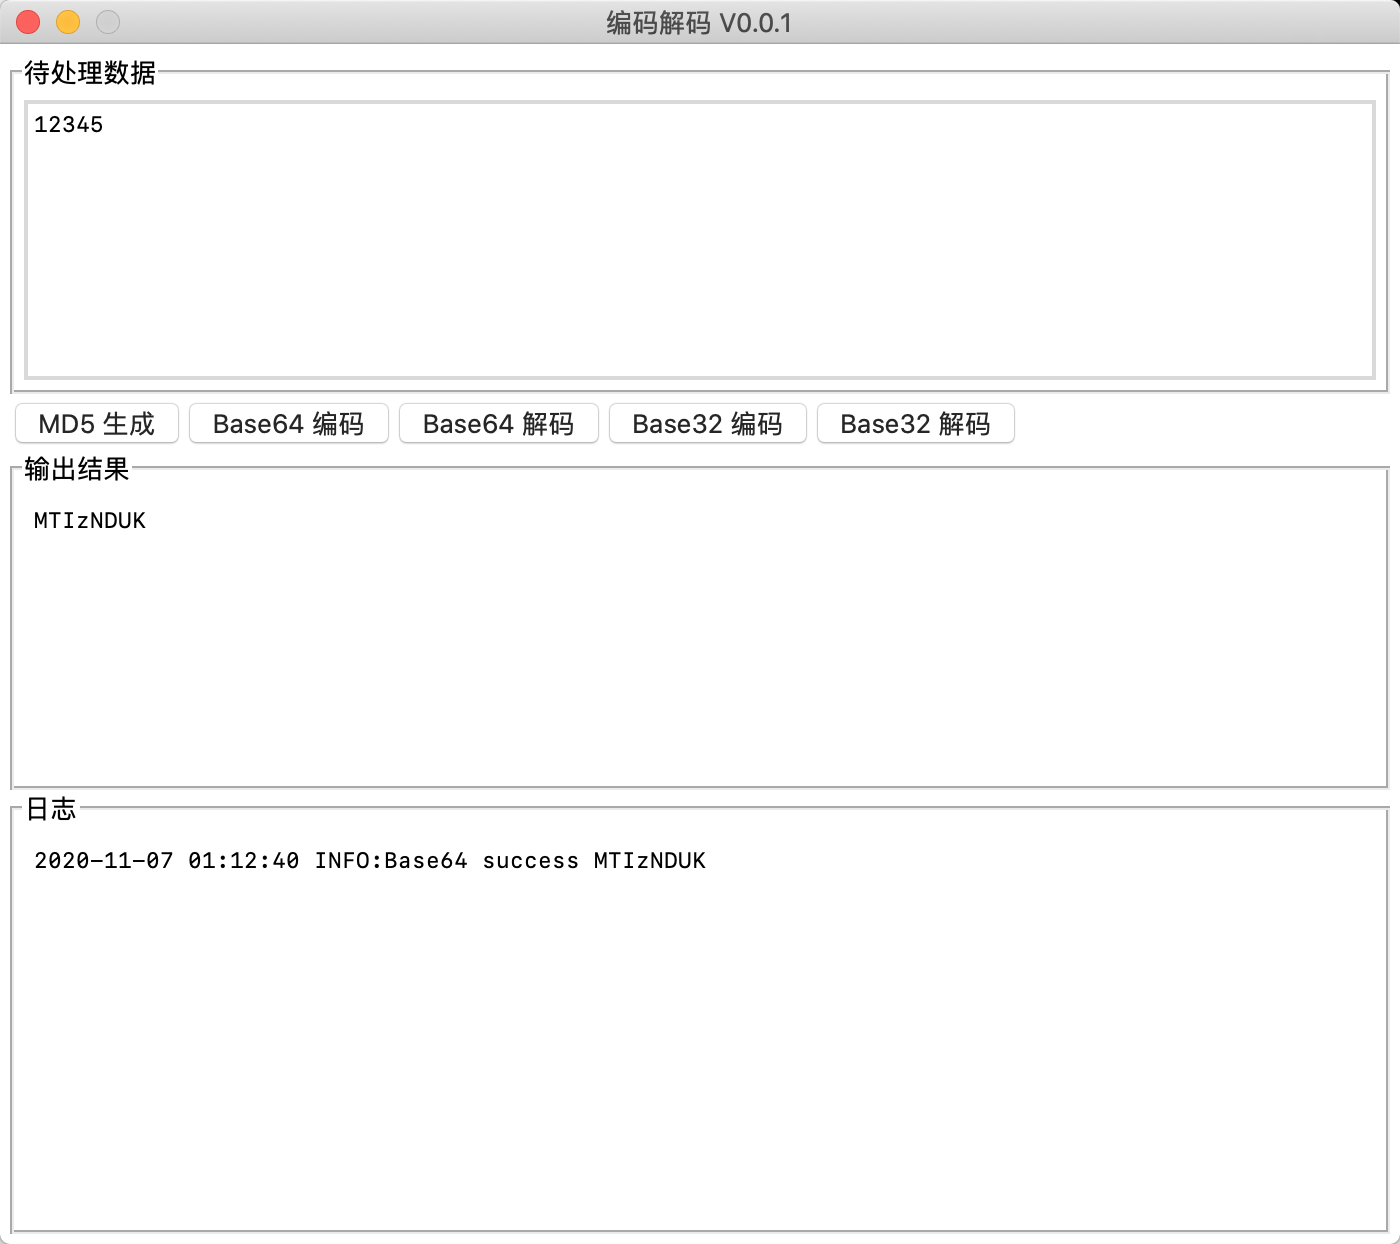 编码解码 V0.0.1
待处理数据
12345
MD5 生成 Base64 编码 Base64 解码 Base32 编码 Base32 解码
输出结果
MTIzNDUK
日志
2020-11-07 01:12:40 INFO:Base64 success MTIzNDUK